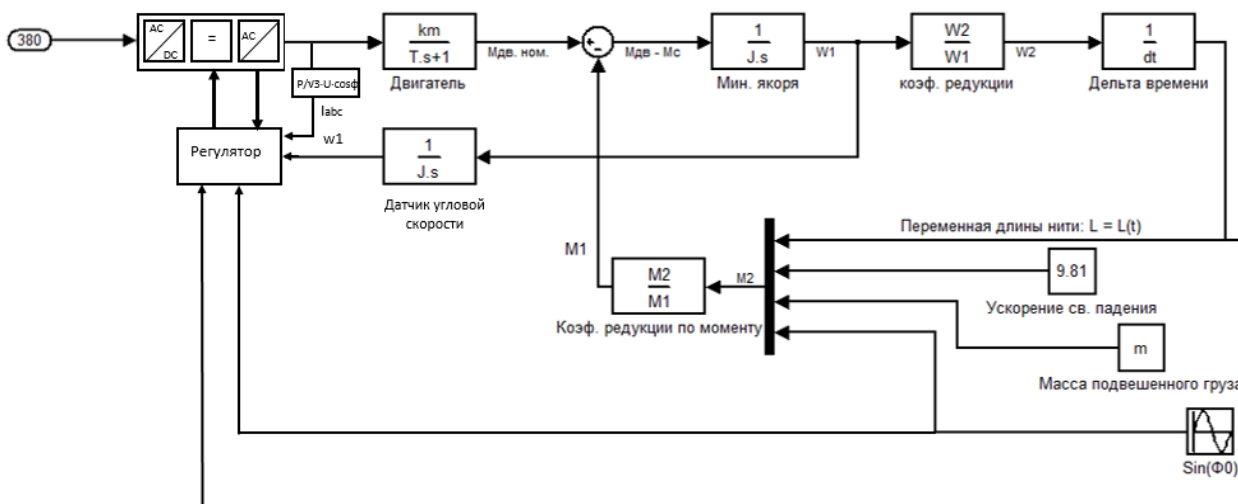 380
AC
DC
=
AC
km
T.s+1
Двигатель
Мдв. ном.
Мдв - Мс
1
J.s
Мин. якоря
W1
W2
W1
коэф. редукции
W2
1
dt
Дельта времени
P/√3·U·cosф
Iabc
Регулятор
w1
1
J.s
Датчик угловой
скорости
M1
M2
M1
Коэф. редукции по моменту
M2
Переменная длины нити: L = L(t)
9.81
Ускорение св. падения
m
Масса подвешенного груза
Sin(Ф0)